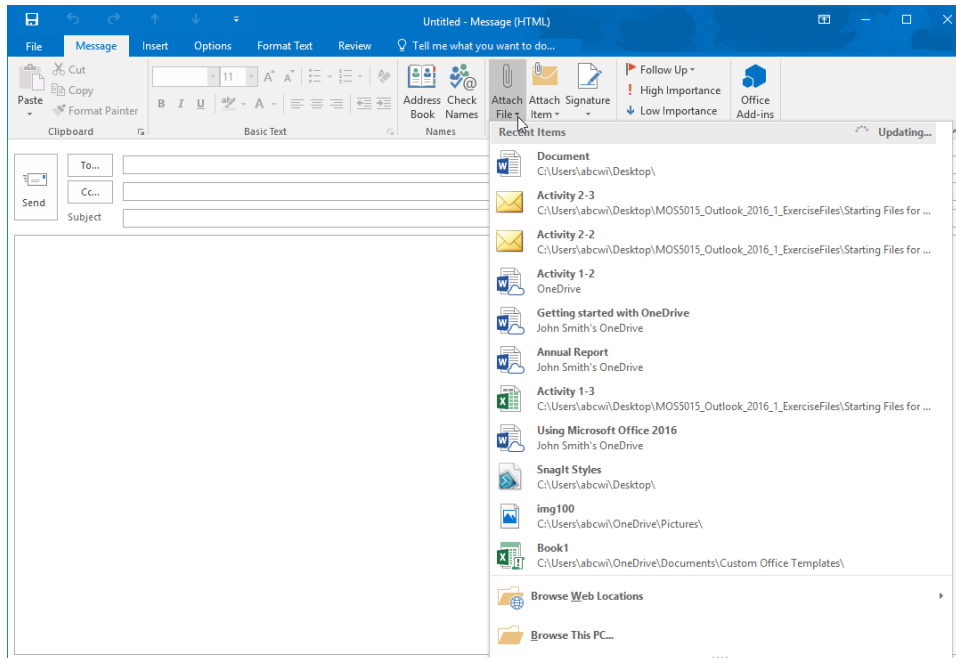 Untitled - Message (HTML)
File Message Insert Options Format Text Review Tell me what you want to do...
Cut
Copy
Format Painter
Paste
Clipboard
11
B I U A
Basic Text
Address Book
Check Names
Names
Attach File
Attach Item
Signature
Follow Up
High Importance
Low Importance
Office Add-ins
Recent Items Updating...
Document
C:\Users\abcwi\Desktop\
Activity 2-3
C:\Users\abcwi\Desktop\MOS5015_Outlook_2016_1_ExerciseFiles\Starting Files for ...
Activity 2-2
C:\Users\abcwi\Desktop\MOS5015_Outlook_2016_1_ExerciseFiles\Starting Files for ...
Activity 1-2
OneDrive
Getting started with OneDrive
John Smith's OneDrive
Annual Report
John Smith's OneDrive
Activity 1-3
C:\Users\abcwi\Desktop\MOS5015_Outlook_2016_1_ExerciseFiles\Starting Files for ...
Using Microsoft Office 2016
John Smith's OneDrive
SnagIt Styles
C:\Users\abcwi\Desktop\
img100
C:\Users\abcwi\OneDrive\Pictures\
Book1
C:\Users\abcwi\OneDrive\Documents\Custom Office Templates\
Browse Web Locations
Browse This PC...
Send
To...
Cc...
Subject